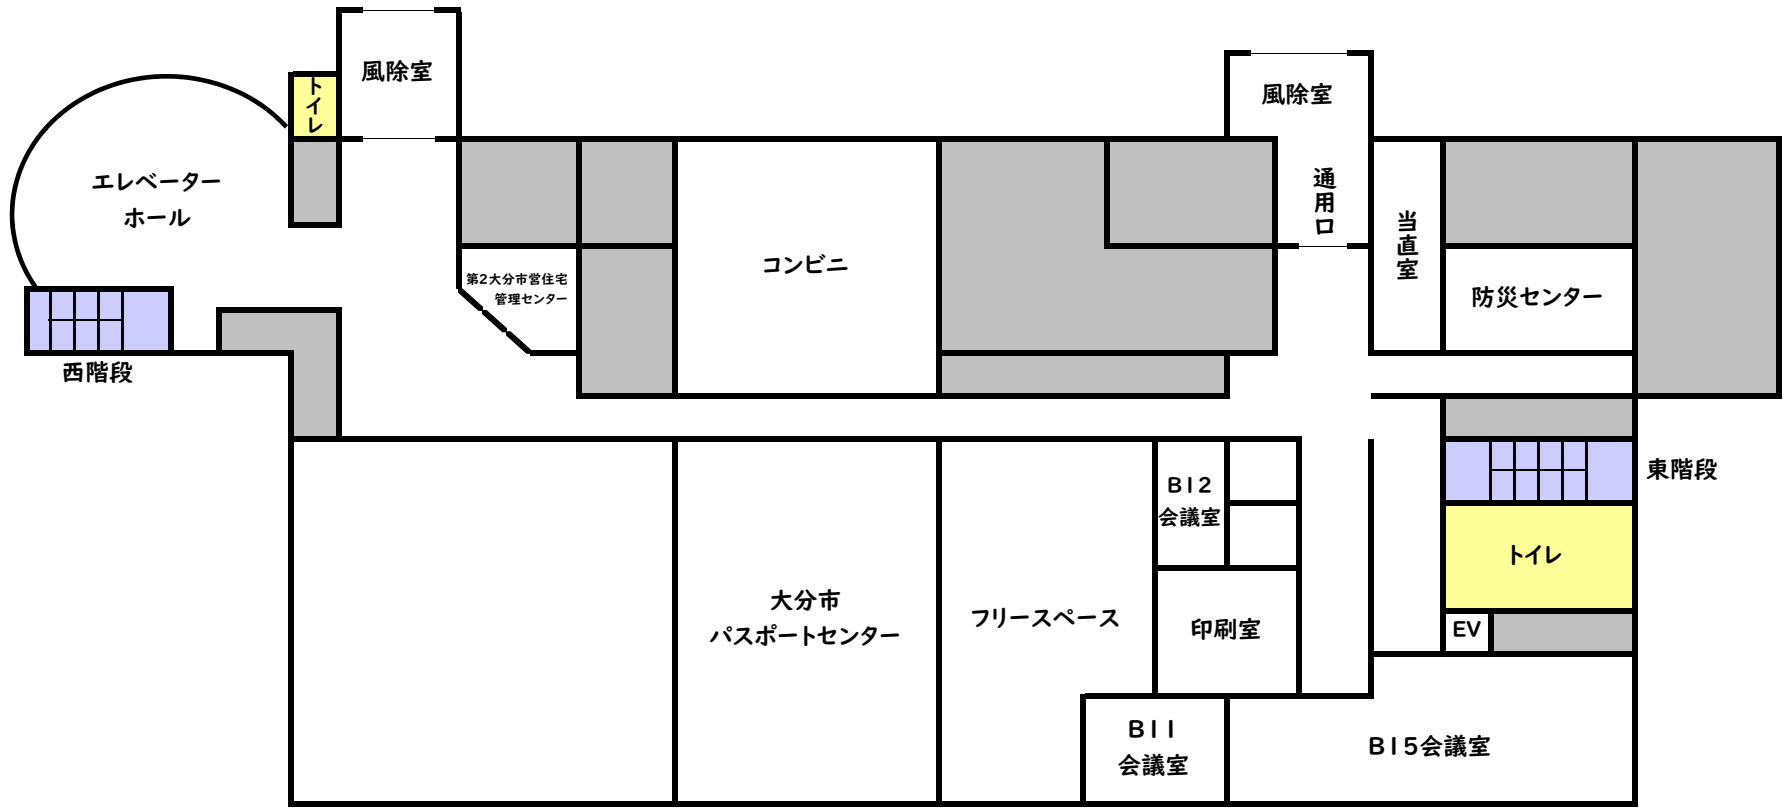 風除室
トイレ
風除室
エレベーター
ホール
通用口
当直室
コンビニ
第2大分市営住宅
管理センター
防災センター
西階段
東階段
B12
会議室
トイレ
大分市
パスポートセンター
フリースペース
印刷室
EV
B11
会議室
B15会議室